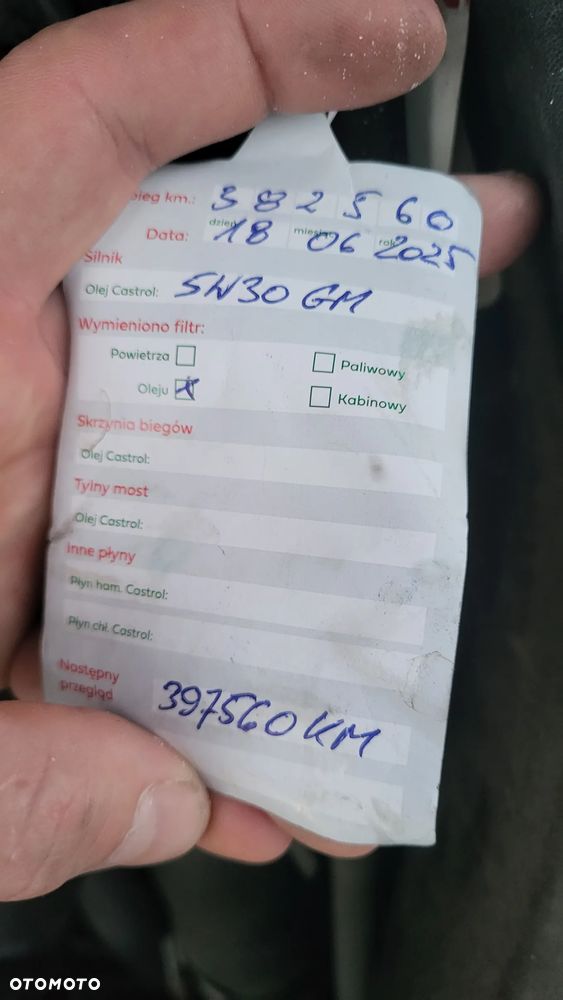 bieg km.: 382560
Data: dzień 18 miesiąc 06 rok 2025
Silnik
Olej Castrol: 5W30 GM
Wymieniono filtr:
Powietrza Paliwowy
Oleju X Kabinowy
Skrzynia biegów
Olej Castrol:
Tylny most
Olej Castrol:
Inne płyny
Płyn ham. Castrol:
Płyn chł. Castrol:
Następny
przegląd 397560 KM
OTOMOTO